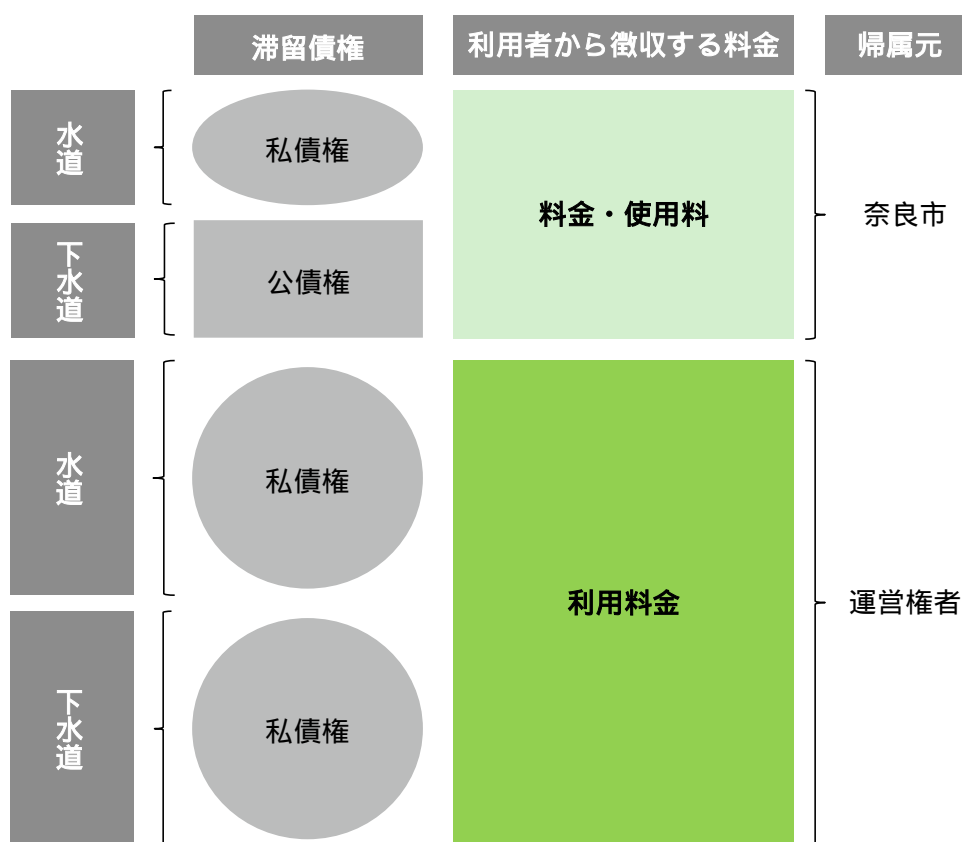 滞留債権
利用者から徴収する料金
帰属元
水道
私債権
料金・使用料
奈良市
下水道
公債権
水道
私債権
利用料金
運営権者
下水道
私債権